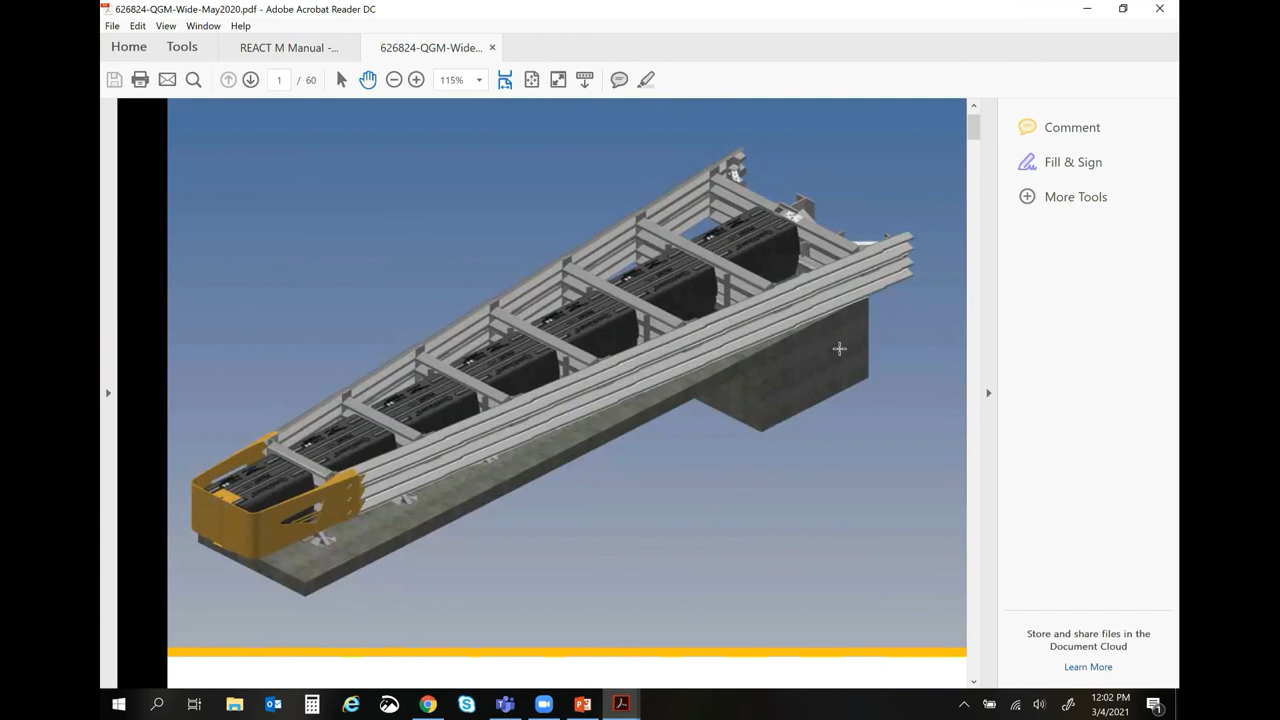 626824-QGM-Wide-May2020.pdf - Adobe Acrobat Reader DC
File Edit View Window Help
Home Tools REACT M Manual -... 626824-QGM-Wide...
1 / 60 115%
Comment
Fill & Sign
More Tools
Store and share files in the
Document Cloud
Learn More
12:02 PM
3/4/2021
1